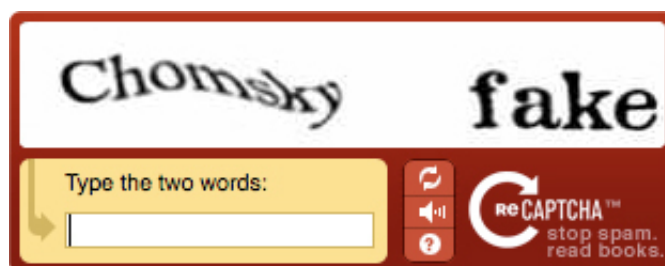 Chomsky fake
Type the two words:
ReCAPTCHA™
stop spam.
read books.